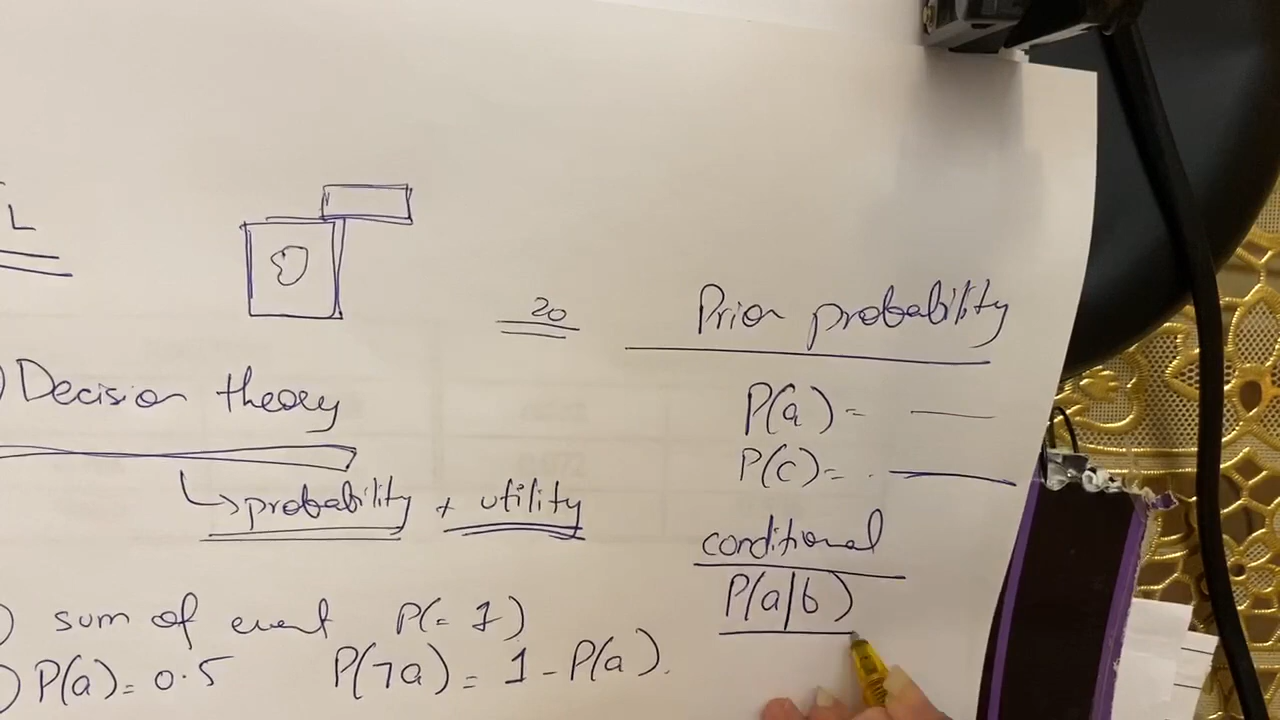 L
20
Prior probability
P(a) =
P(c) =
) Decision theory
↳ probability + utility
conditional
P(a|b)
) sum of event P(= 1)
) P(a) = 0.5 P(¬a) = 1 - P(a).